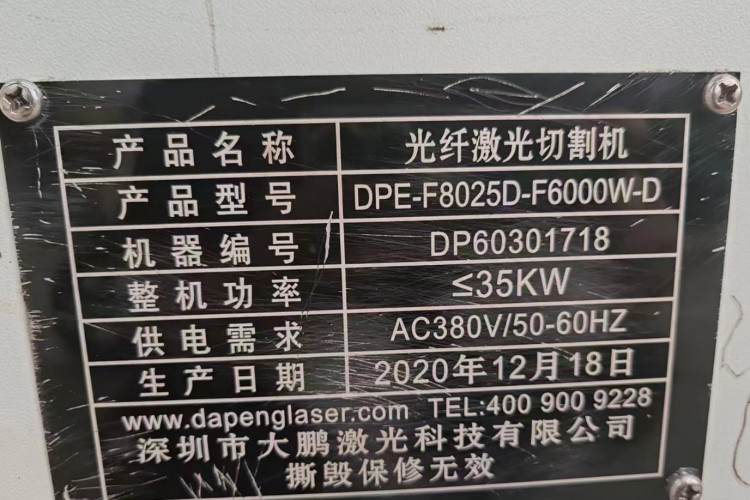 产品名称 光纤激光切割机
产品型号 DPE-F8025D-F6000W-D
机器编号 DP60301718
整机功率 ≤35KW
供电需求 AC380V/50-60HZ
生产日期 2020年12月18日
www.dapenglaser.com TEL:400 900 9228
深圳市大鹏激光科技有限公司
撕毁保修无效